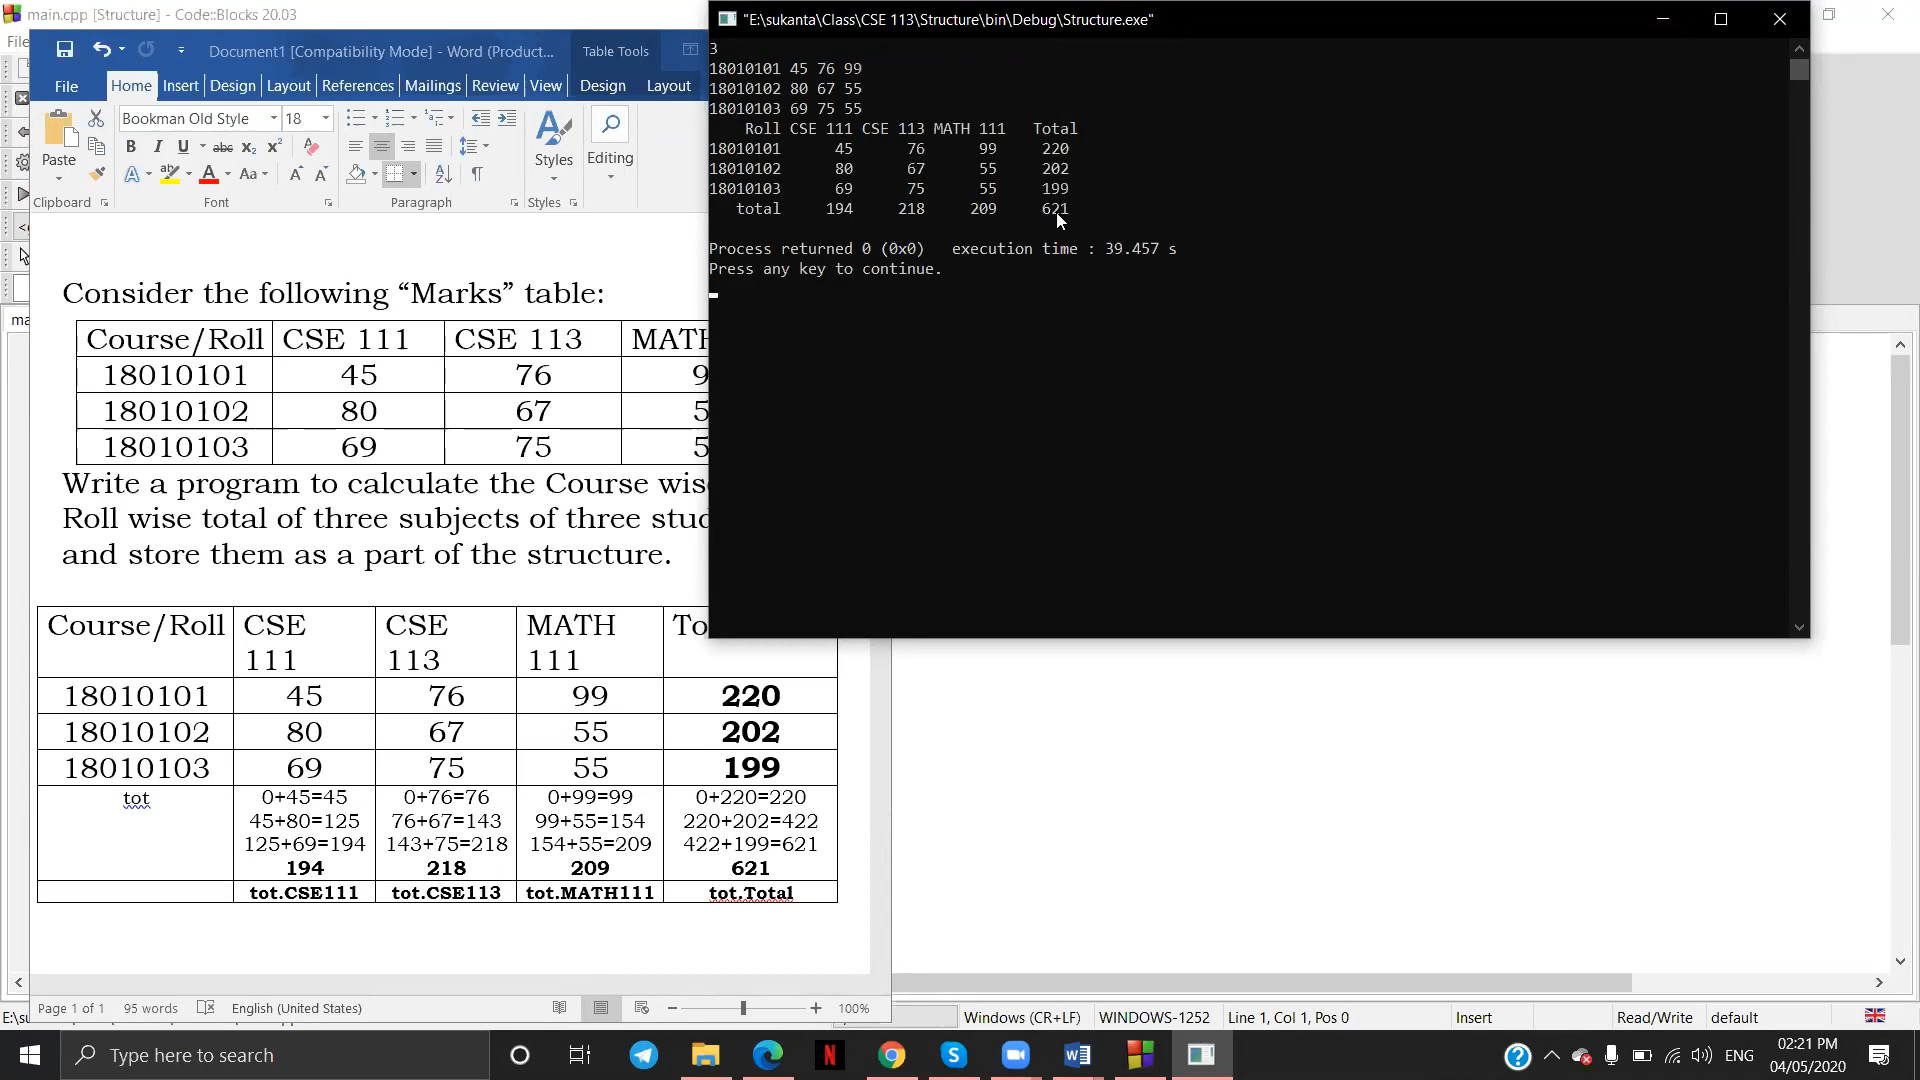 main.cpp [Structure] - Code::Blocks 20.03
Document1 [Compatibility Mode] - Word (Product...
Table Tools
File
Home
Insert
Design
Layout
References
Mailings
Review
View
Design
Layout
Bookman Old Style
18
Paste
Styles
Editing
Clipboard
Font
Paragraph
Styles
Consider the following “Marks” table:
Course/Roll CSE 111 CSE 113 MATH
18010101 45 76 9
18010102 80 67 5
18010103 69 75 5
Write a program to calculate the Course wis
Roll wise total of three subjects of three stu
and store them as a part of the structure.
Course/Roll CSE 111 CSE 113 MATH 111 To
18010101 45 76 99 220
18010102 80 67 55 202
18010103 69 75 55 199
tot 0+45=45 0+76=76 0+99=99 0+220=220
45+80=125 76+67=143 99+55=154 220+202=422
125+69=194 143+75=218 154+55=209 422+199=621
194 218 209 621
tot.CSE111 tot.CSE113 tot.MATH111 tot.Total
Page 1 of 1 95 words English (United States) 100%
"E:\sukanta\Class\CSE 113\Structure\bin\Debug\Structure.exe"
3
18010101 45 76 99
18010102 80 67 55
18010103 69 75 55
Roll CSE 111 CSE 113 MATH 111 Total
18010101 45 76 99 220
18010102 80 67 55 202
18010103 69 75 55 199
total 194 218 209 621
Process returned 0 (0x0) execution time : 39.457 s
Press any key to continue.
Windows (CR+LF) WINDOWS-1252 Line 1, Col 1, Pos 0 Insert Read/Write default
Type here to search
ENG
02:21 PM
04/05/2020